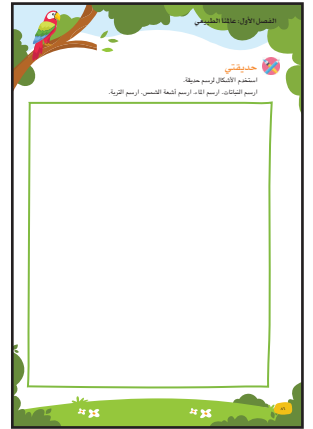 الفصل الأول: عالمنا الطبيعي
حديقتي
استخدم الأشكال لرسم حديقة.
ارسم النباتات. ارسم الماء. ارسم أشعة الشمس. ارسم التربة.